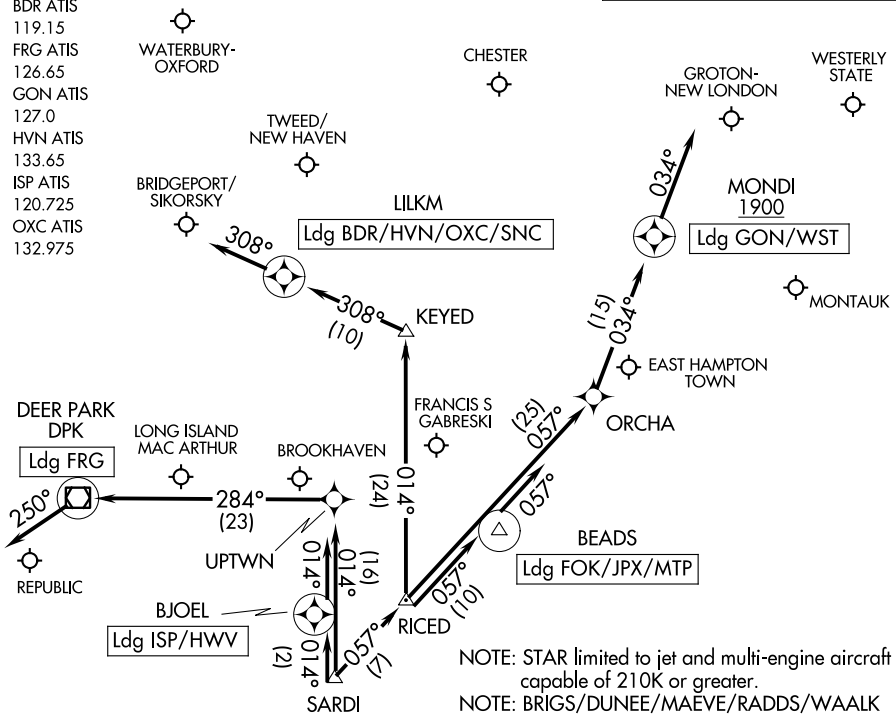 BDR ATIS
119.15
FRG ATIS
126.65
GON ATIS
127.0
HVN ATIS
133.65
ISP ATIS
120.725
OXC ATIS
132.975
WATERBURY-
OXFORD
CHESTER
GROTON-
NEW LONDON
WESTERLY
STATE
TWEED/
NEW HAVEN
BRIDGEPORT/
SIKORSKY
LILKM
Ldg BDR/HVN/OXC/SNC
308°
308°
(10)
KEYED
034°
MONDI
1900
Ldg GON/WST
MONTAUK
(15)
034°
EAST HAMPTON
TOWN
ORCHA
DEER PARK
DPK
Ldg FRG
LONG ISLAND
MAC ARTHUR
BROOKHAVEN
FRANCIS S
GABRESKI
(25)
057°
057°
250°
284°
(23)
014°
(24)
REPUBLIC
UPTWN
014°
014°
(16)
BEADS
Ldg FOK/JPX/MTP
057°
(10)
RICED
BJOEL
Ldg ISP/HWV
(2)
014°
057°
(7)
SARDI
NOTE: STAR limited to jet and multi-engine aircraft
capable of 210K or greater.
NOTE: BRIGS/DUNEE/MAEVE/RADDS/WAALK